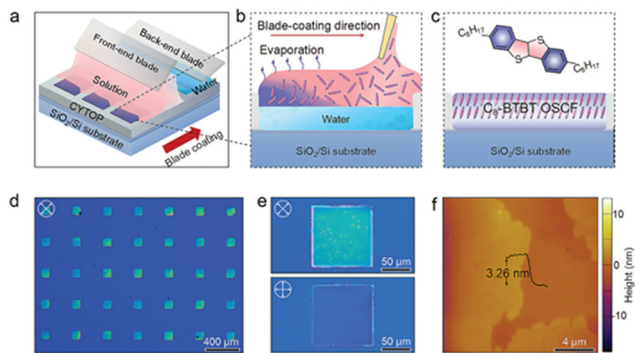 a
Front-end blade
Back-end blade
Solution
Water
CYTOP
SiO₂/Si substrate
Blade coating
b
Blade-coating direction
Evaporation
Water
SiO₂/Si substrate
c
C₈H₁₇
S
S
C₈H₁₇
C₈-BTBT OSCF
SiO₂/Si substrate
d
400 μm
e
50 μm
50 μm
f
3.26 nm
4 μm
10
0
-10
Height (nm)